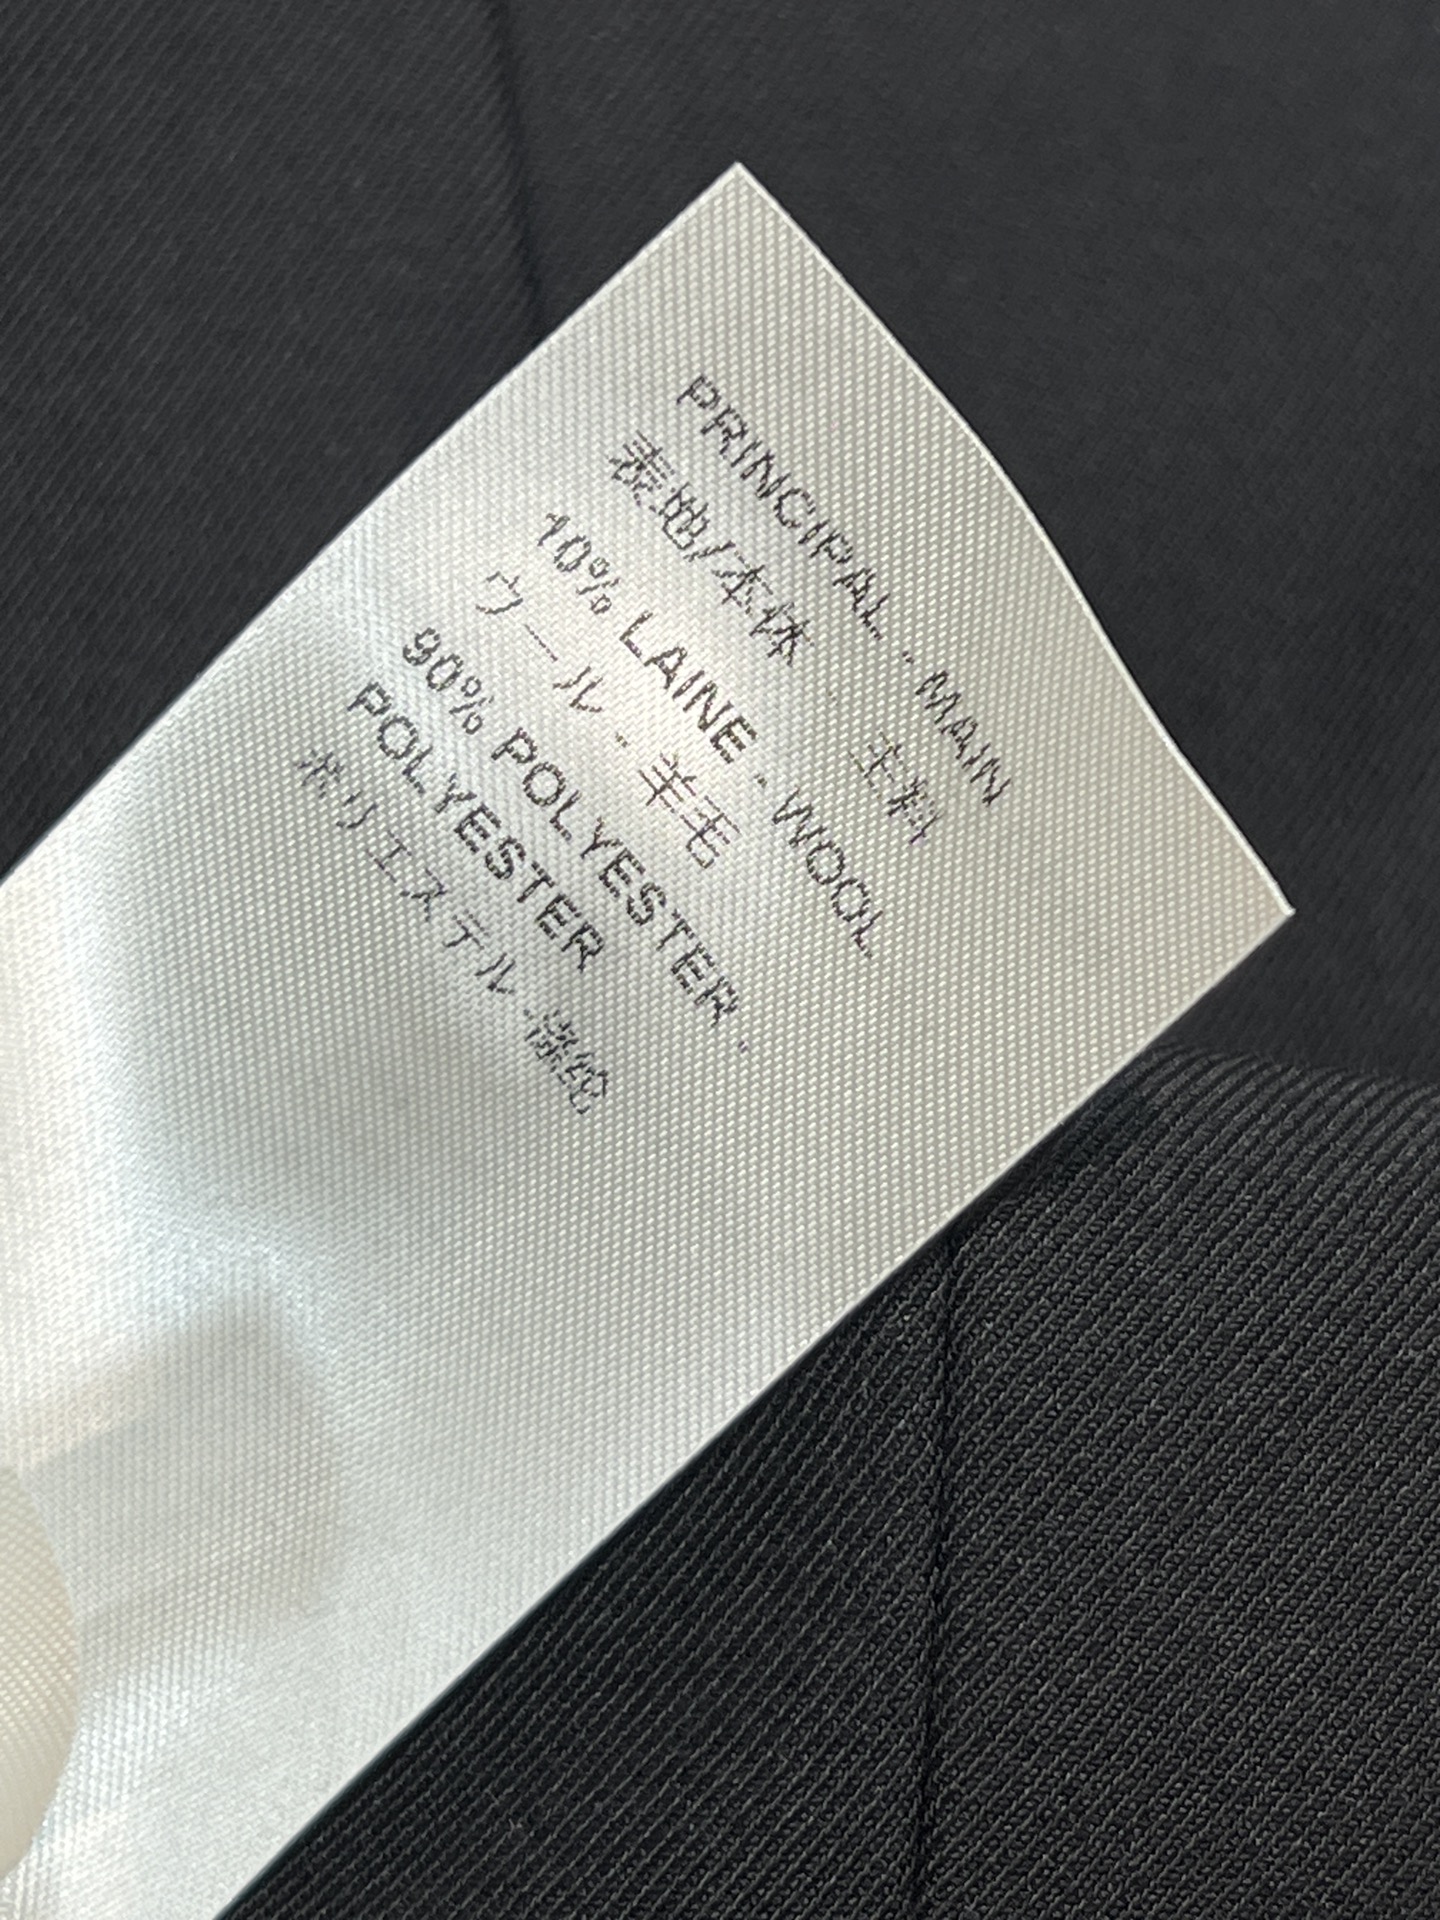 PRINCIPAL - MAIN
表地/本体 - 主料
10% LAINE - WOOL
ウール - 羊毛
90% POLYESTER -
POLYESTER
ポリエステル -涤纶